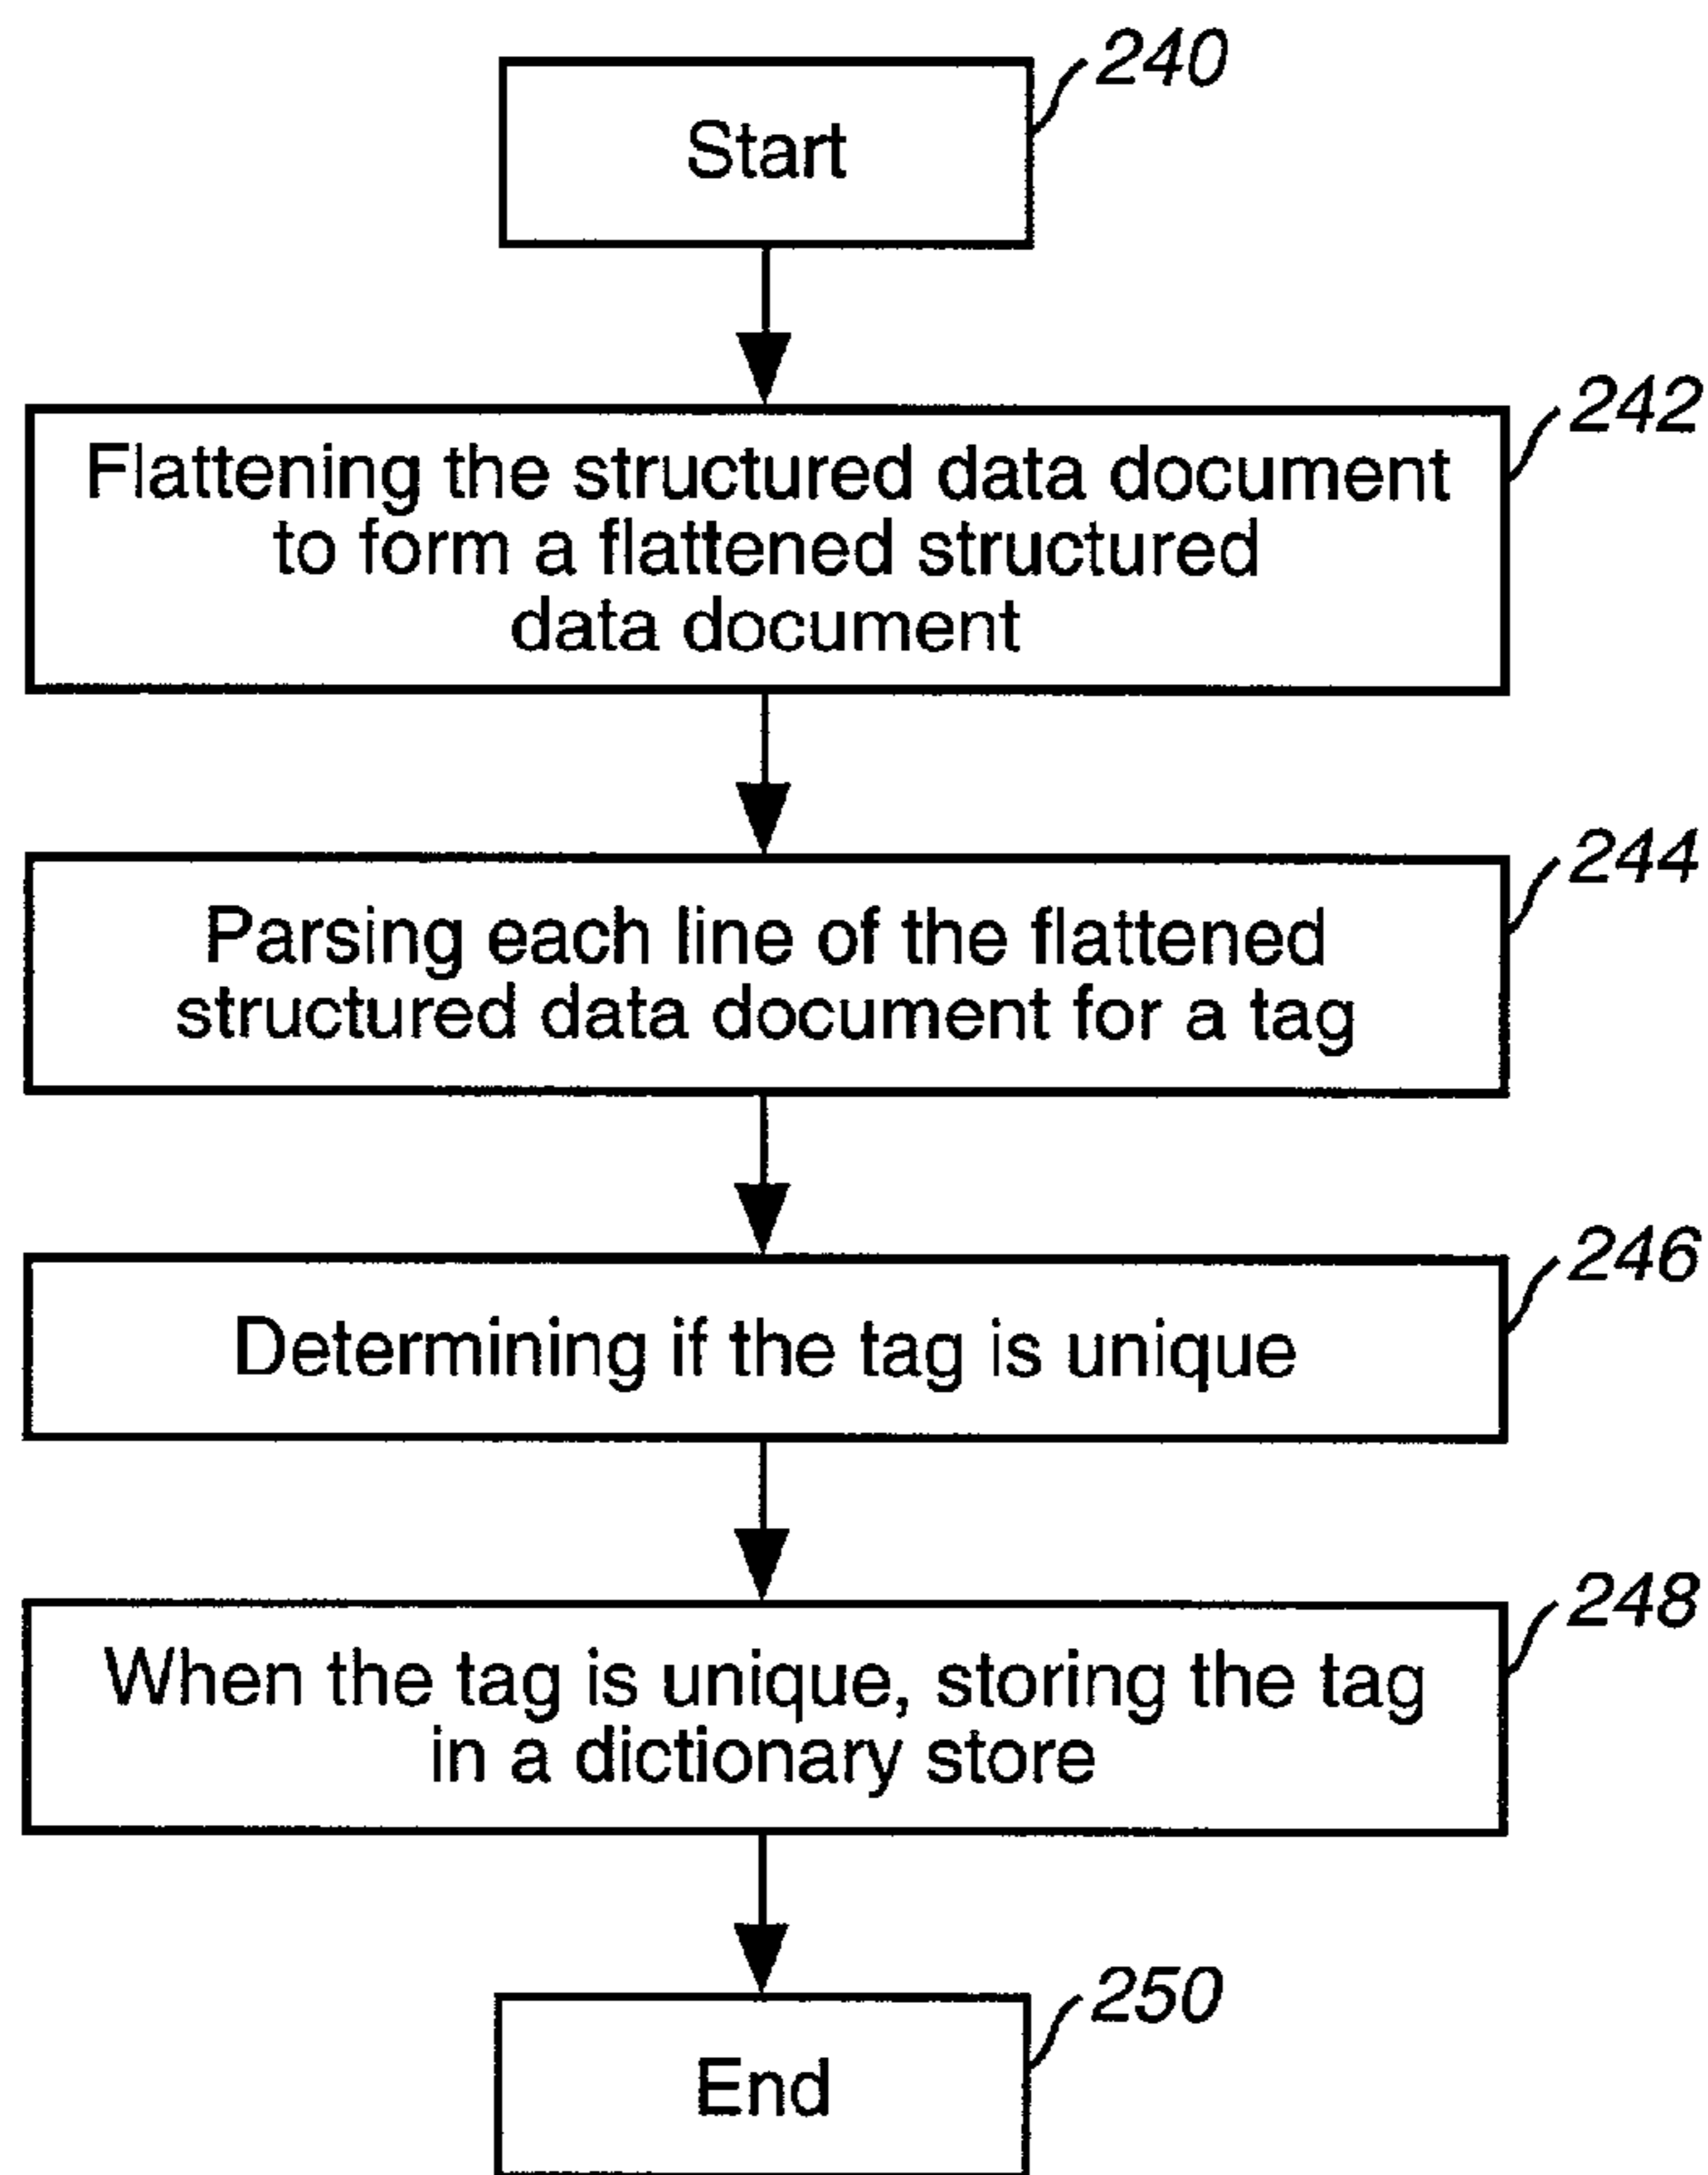 240
Start
242
Flattening the structured data document
to form a flattened structured
data document
244
Parsing each line of the flattened
structured data document for a tag
246
Determining if the tag is unique
248
When the tag is unique, storing the tag
in a dictionary store
250
End